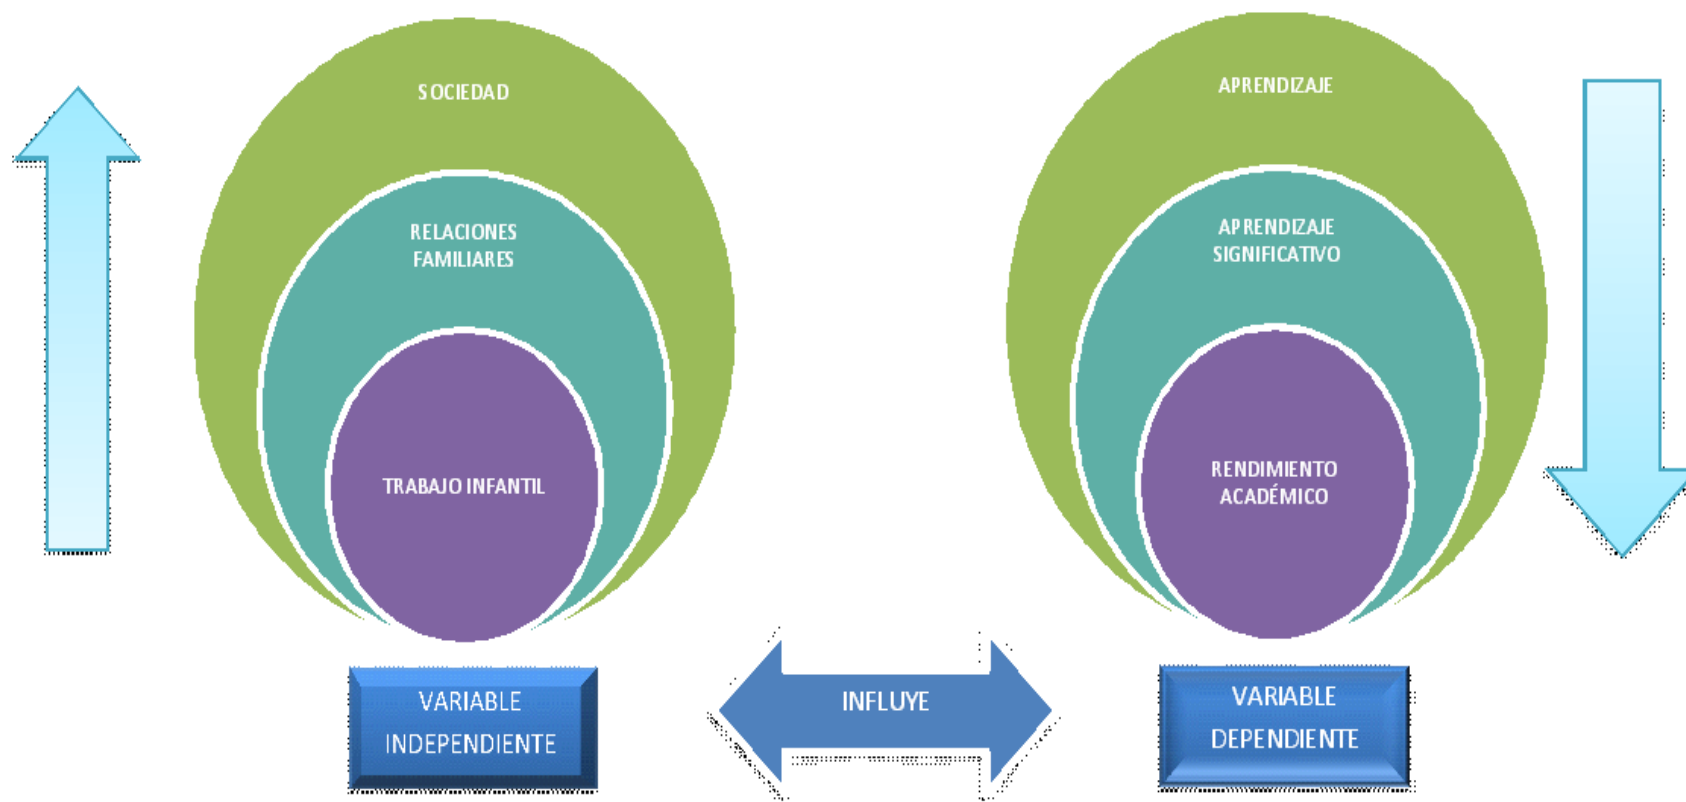 SOCIEDAD
RELACIONES
FAMILIARES
TRABAJO INFANTIL
VARIABLE
INDEPENDIENTE
INFLUYE
APRENDIZAJE
APRENDIZAJE
SIGNIFICATIVO
RENDIMIENTO
ACADÉMICO
VARIABLE
DEPENDIENTE